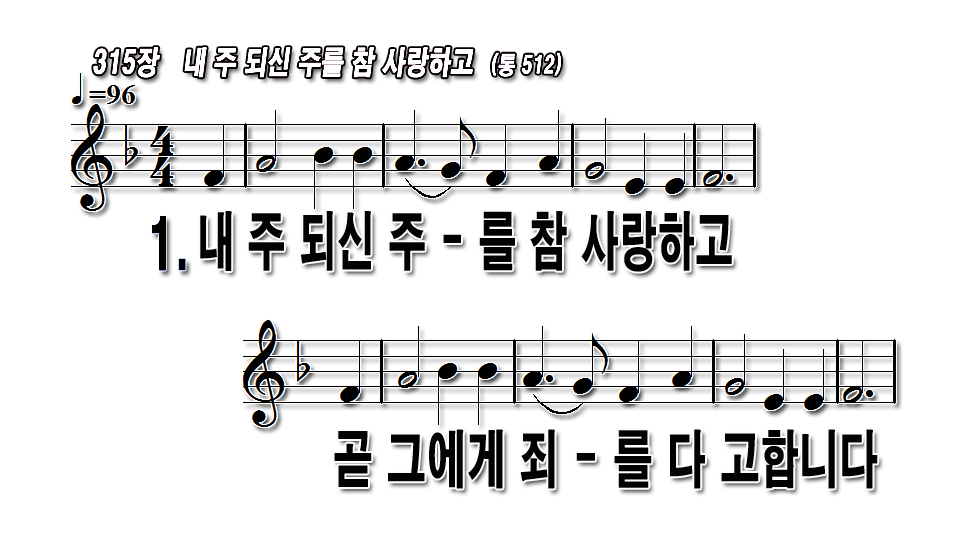 315장 내 주 되신 주를 참 사랑하고 (통 512)
♩=96
4
4
1. 내 주 되신 주 - 를 참 사랑하고
곧 그에게 죄 - 를 다 고합니다